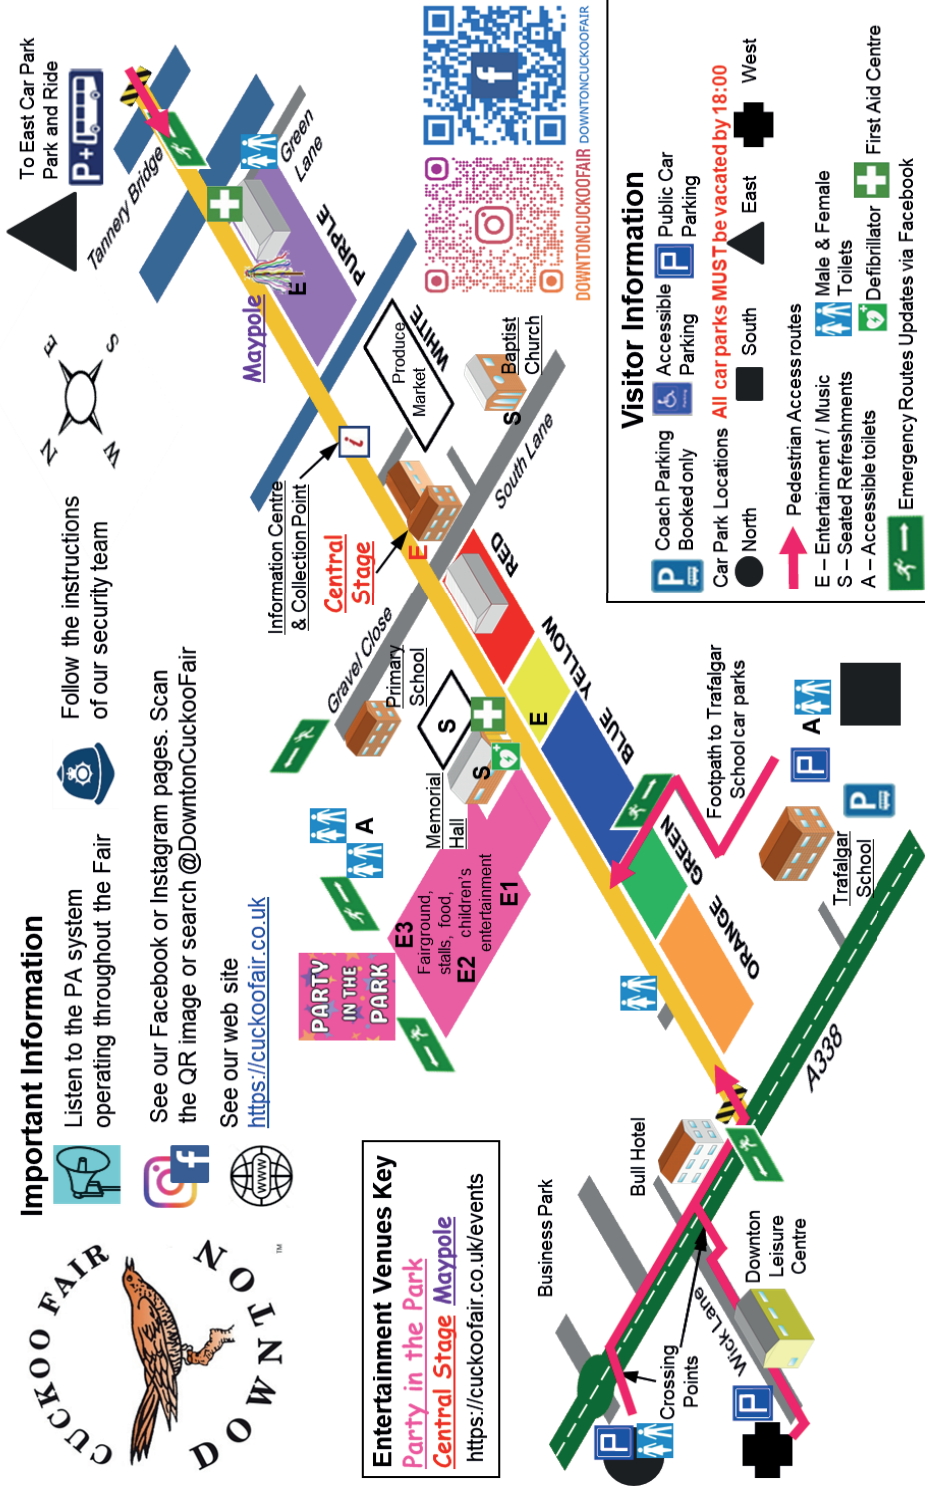 CUCKOO FAIR
DOWNTON
TM
Important Information
Listen to the PA system
operating throughout the Fair
Follow the instructions
of our security team
See our Facebook or Instagram pages. Scan
the QR image or search @DowntonCuckooFair
www
See our web site
https://cuckoofair.co.uk
N
E
S
W
To East Car Park
Park and Ride
P+
Tannery Bridge
Entertainment Venues Key
Party in the Park
Central Stage Maypole
https://cuckoofair.co.uk/events
PARTY
IN THE
PARK
E3
Fairground,
stalls, food,
E2
children's
entertainment
E1
A
Memorial
Hall
S
S
Primary
School
Gravel Close
Information Centre
& Collection Point
i
Central
Stage
E
Maypole
E
PURPLE
Green
Lane
Produce
Market
WHITE
Baptist
Church
S
South Lane
RED
YELLOW
E
BLUE
GREEN
ORANGE
Business Park
Bull Hotel
Crossing
Points
Wick Lane
Downton
Leisure
Centre
P
P
A338
Trafalgar
School
Footpath to Trafalgar
School car parks
P
P
A
DOWNTONCUCKOOFAIR
f
DOWNTONCUCKOOFAIR
Visitor Information
P
Coach Parking
Booked only
Parking
Accessible
Parking
P
Public Car
Parking
Car Park Locations All car parks MUST be vacated by 18:00
North
South
East
West
Pedestrian Access routes
E – Entertainment / Music
S – Seated Refreshments
A – Accessible toilets
Male & Female
Toilets
Defibrillator
First Aid Centre
Emergency Routes Updates via Facebook